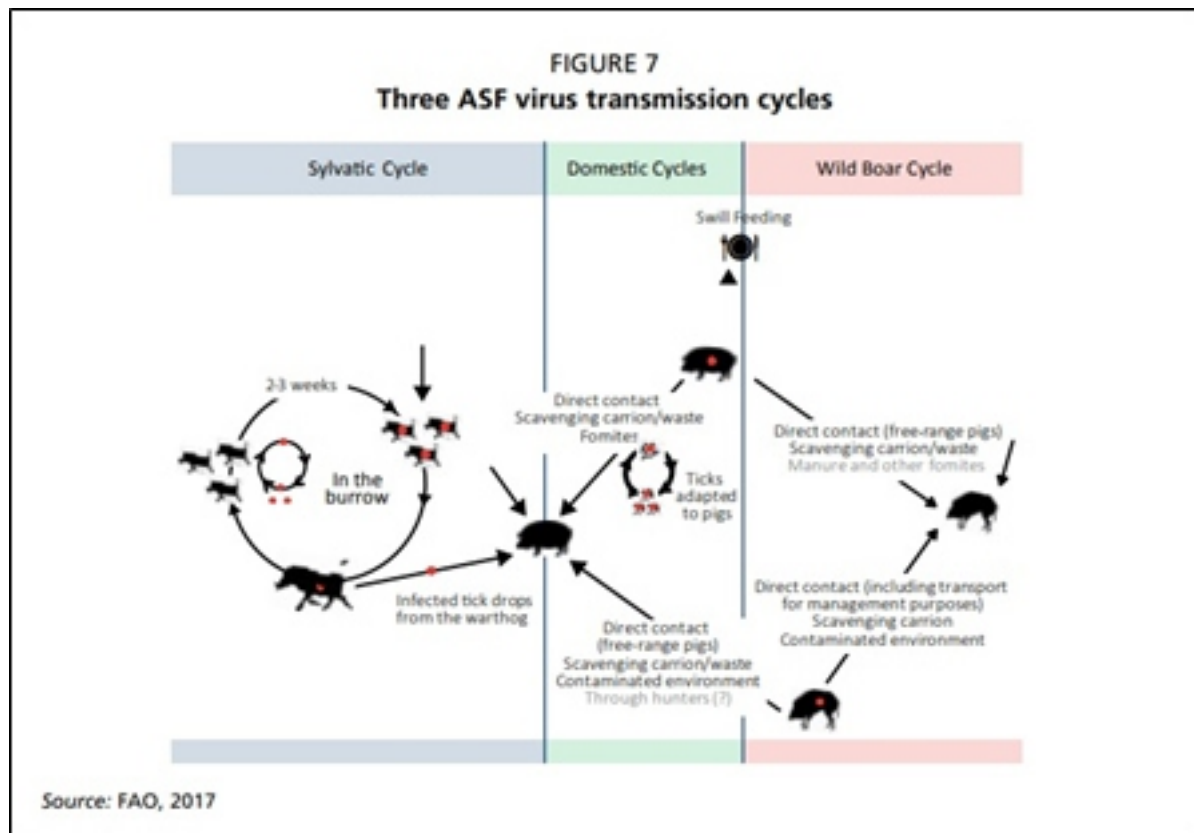 FIGURE 7
Three ASF virus transmission cycles
Sylvatic Cycle
Domestic Cycles
Wild Boar Cycle
Swill Feeding
2-3 weeks
In the
burrow
Infected tick drops
from the warthog
Direct contact
Scavenging carrion/waste
Fomiter
Ticks
adapted
to pigs
Direct contact
(free-range pigs)
Scavenging carrion/waste
Contaminated environment
Through hunters (?)
Direct contact (free-range pigs)
Scavenging carrion/waste
Manure and other fomites
Direct contact (including transport
for management purposes)
Scavenging carrion
Contaminated environment
Source: FAO, 2017